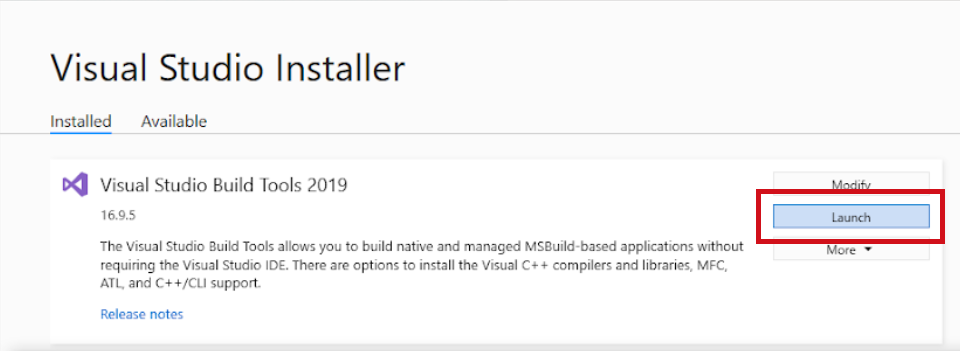 Visual Studio Installer
Installed Available
Visual Studio Build Tools 2019
Modify
16.9.5
Launch
The Visual Studio Build Tools allows you to build native and managed MSBuild-based applications without
requiring the Visual Studio IDE. There are options to install the Visual C++ compilers and libraries, MFC,
ATL, and C++/CLI support.
More
Release notes